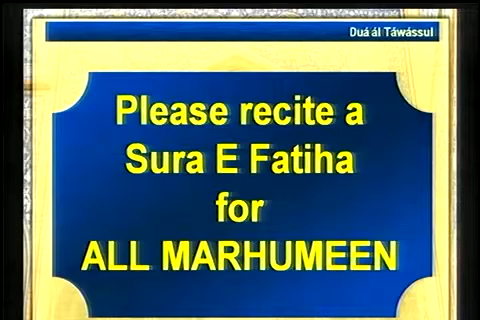 Duá ál Táwássul
Please recite a
Sura E Fatiha
for
ALL MARHUMEEN